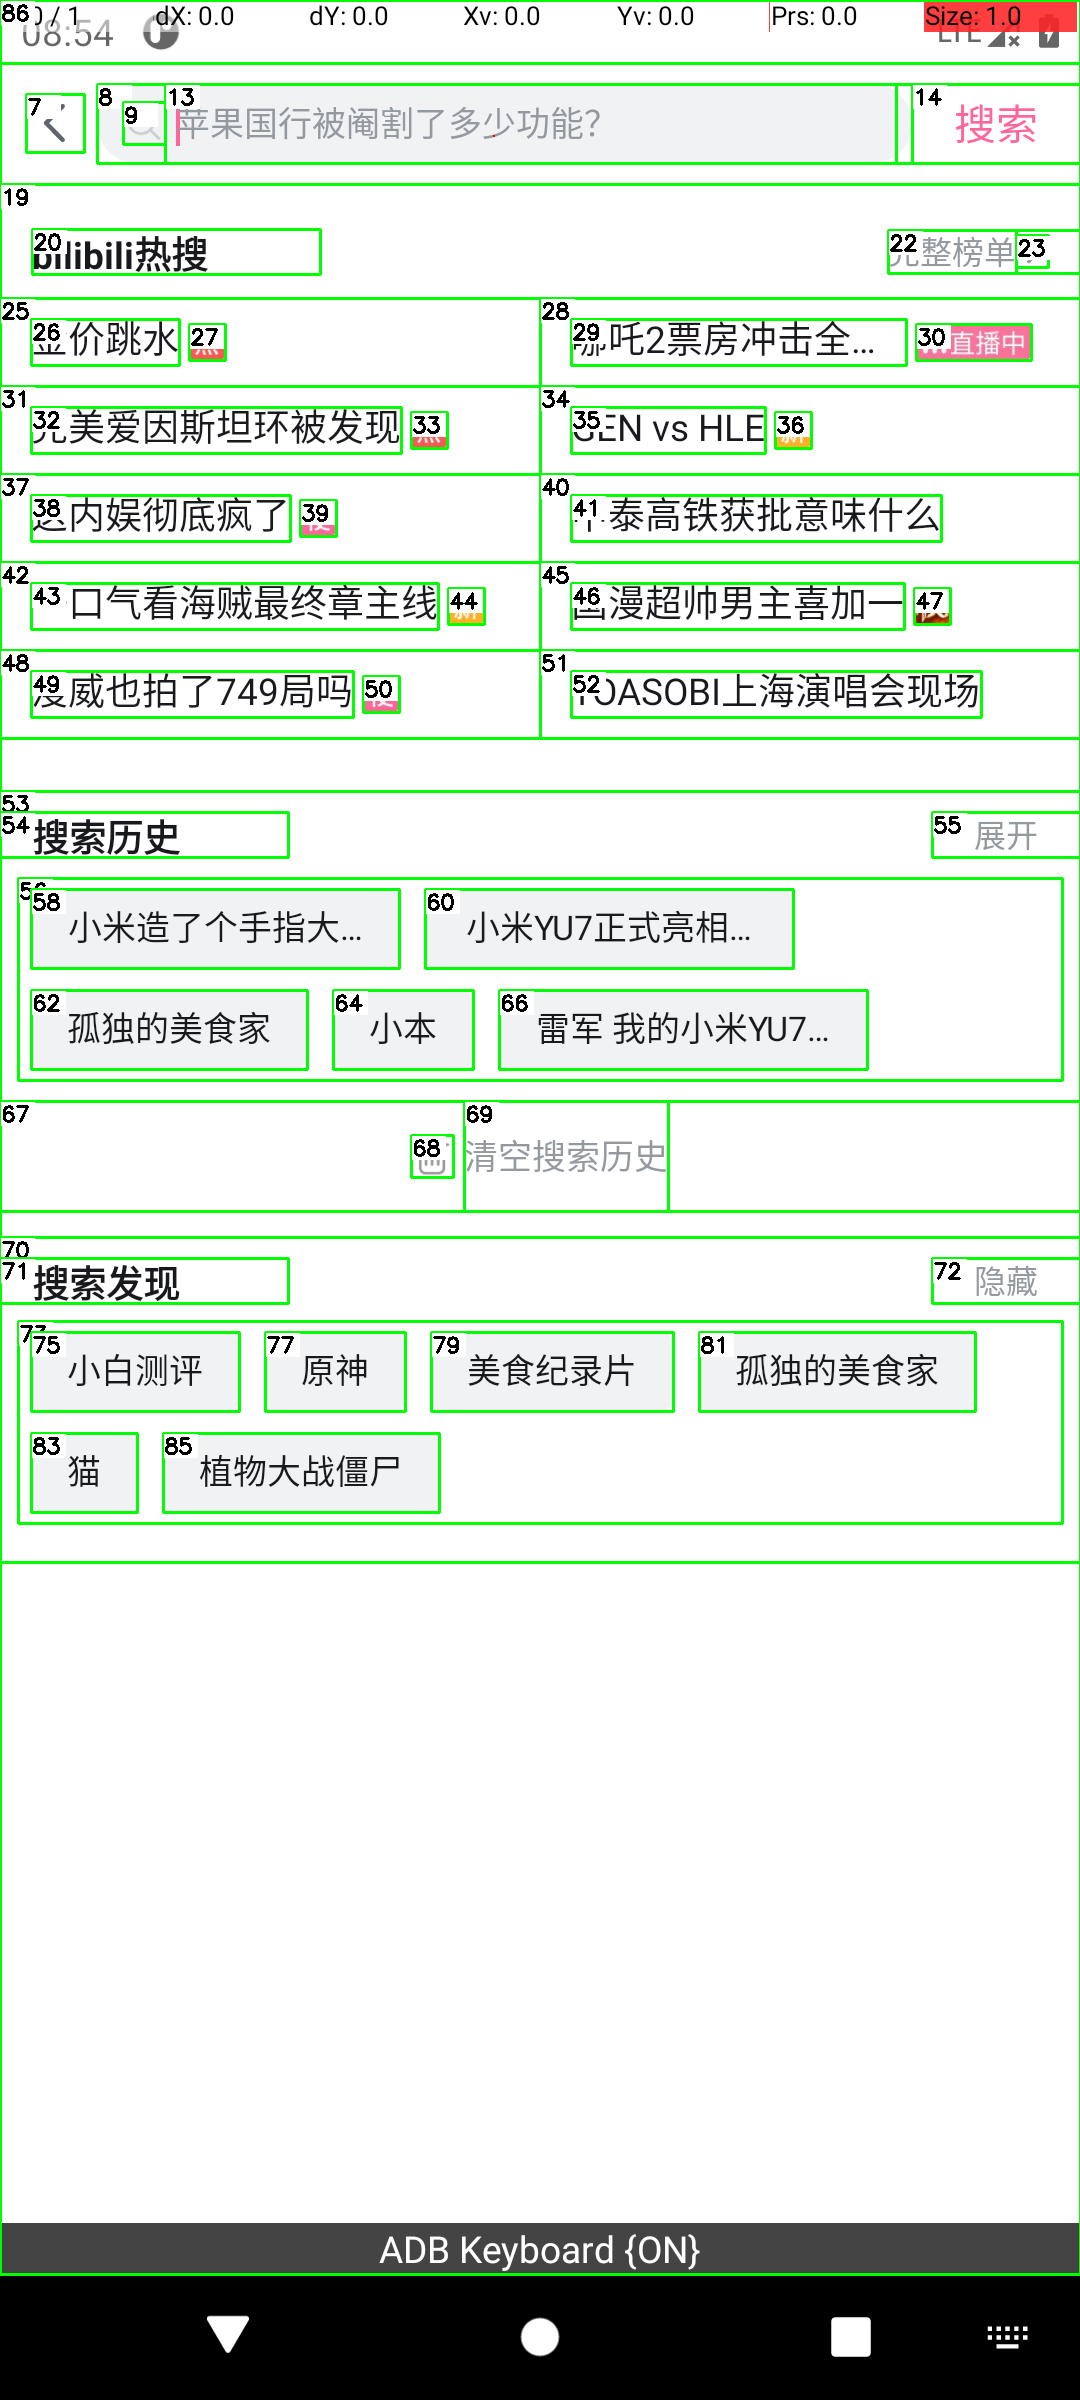 / 1 dX: 0.0 dY: 0.0 Xv: 0.0 Yv: 0.0 Prs: 0.0 Size: 1.0
86
08:54 LTE
7 8 9 13 苹果国行被阉割了多少功能? 14 搜索
19
20 bilibili热搜 22 完整榜单 23
25 26 金价跳水 27 28 29 哪吒2票房冲击全... 30 直播中
31 32 完美爱因斯坦环被发现 33 34 35 GEN vs HLE 36
37 38 内娱彻底疯了 39 40 41 泰高铁获批意味什么
42 43 口气看海贼最终章主线 44 45 46 国漫超帅男主喜加一 47
48 49 漫威也拍了749局吗 50 51 52 YOASOBI上海演唱会现场
53
54 搜索历史 55 展开
58 小米造了个手指大... 60 小米YU7正式亮相...
62 孤独的美食家 64 小本 66 雷军 我的小米YU7...
67 68 69 清空搜索历史
70
71 搜索发现 72 隐藏
75 小白测评 77 原神 79 美食纪录片 81 孤独的美食家
83 猫 85 植物大战僵尸
ADB Keyboard {ON}